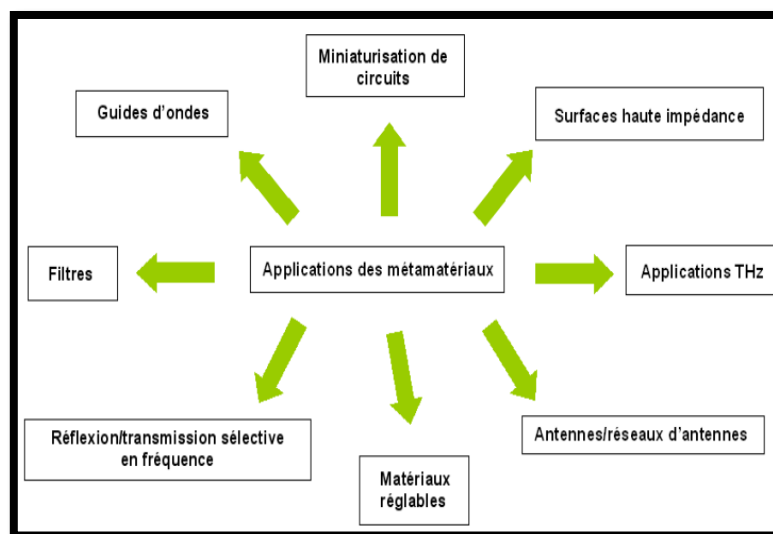 Miniaturisation de
circuits
Guides d'ondes
Surfaces haute impédance
Filtres
Applications des métamatériaux
Applications THz
Réflexion/transmission sélective
en fréquence
Matériaux
réglables
Antennes/réseaux d'antennes